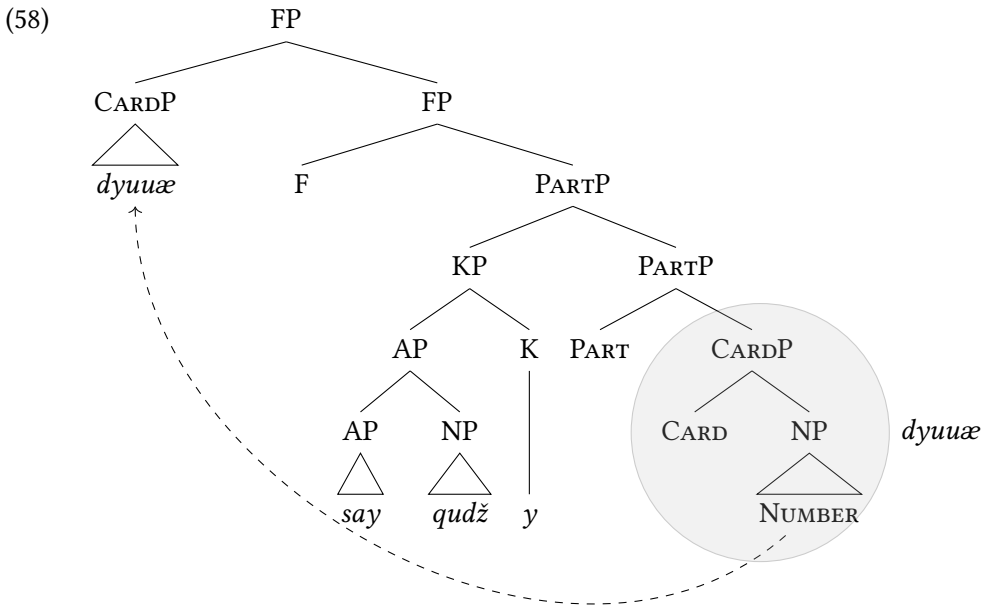 (58) FP
CARDP FP
dyuuæ F PARTP
KP PARTP
AP K PART CARDP
AP NP CARD NP dyuuæ
say qudž y NUMBER